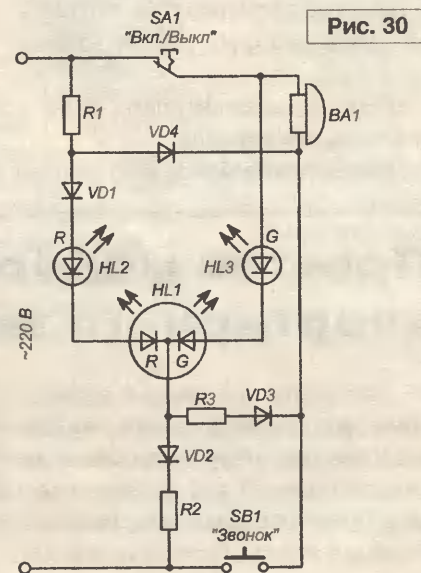 Рис. 30
SA1
"Вкл./Выкл"
R1
BA1
VD4
VD1
R
HL2
G
HL3
HL1
R
G
~220 В
R3
VD3
VD2
R2
SB1
"Звонок"